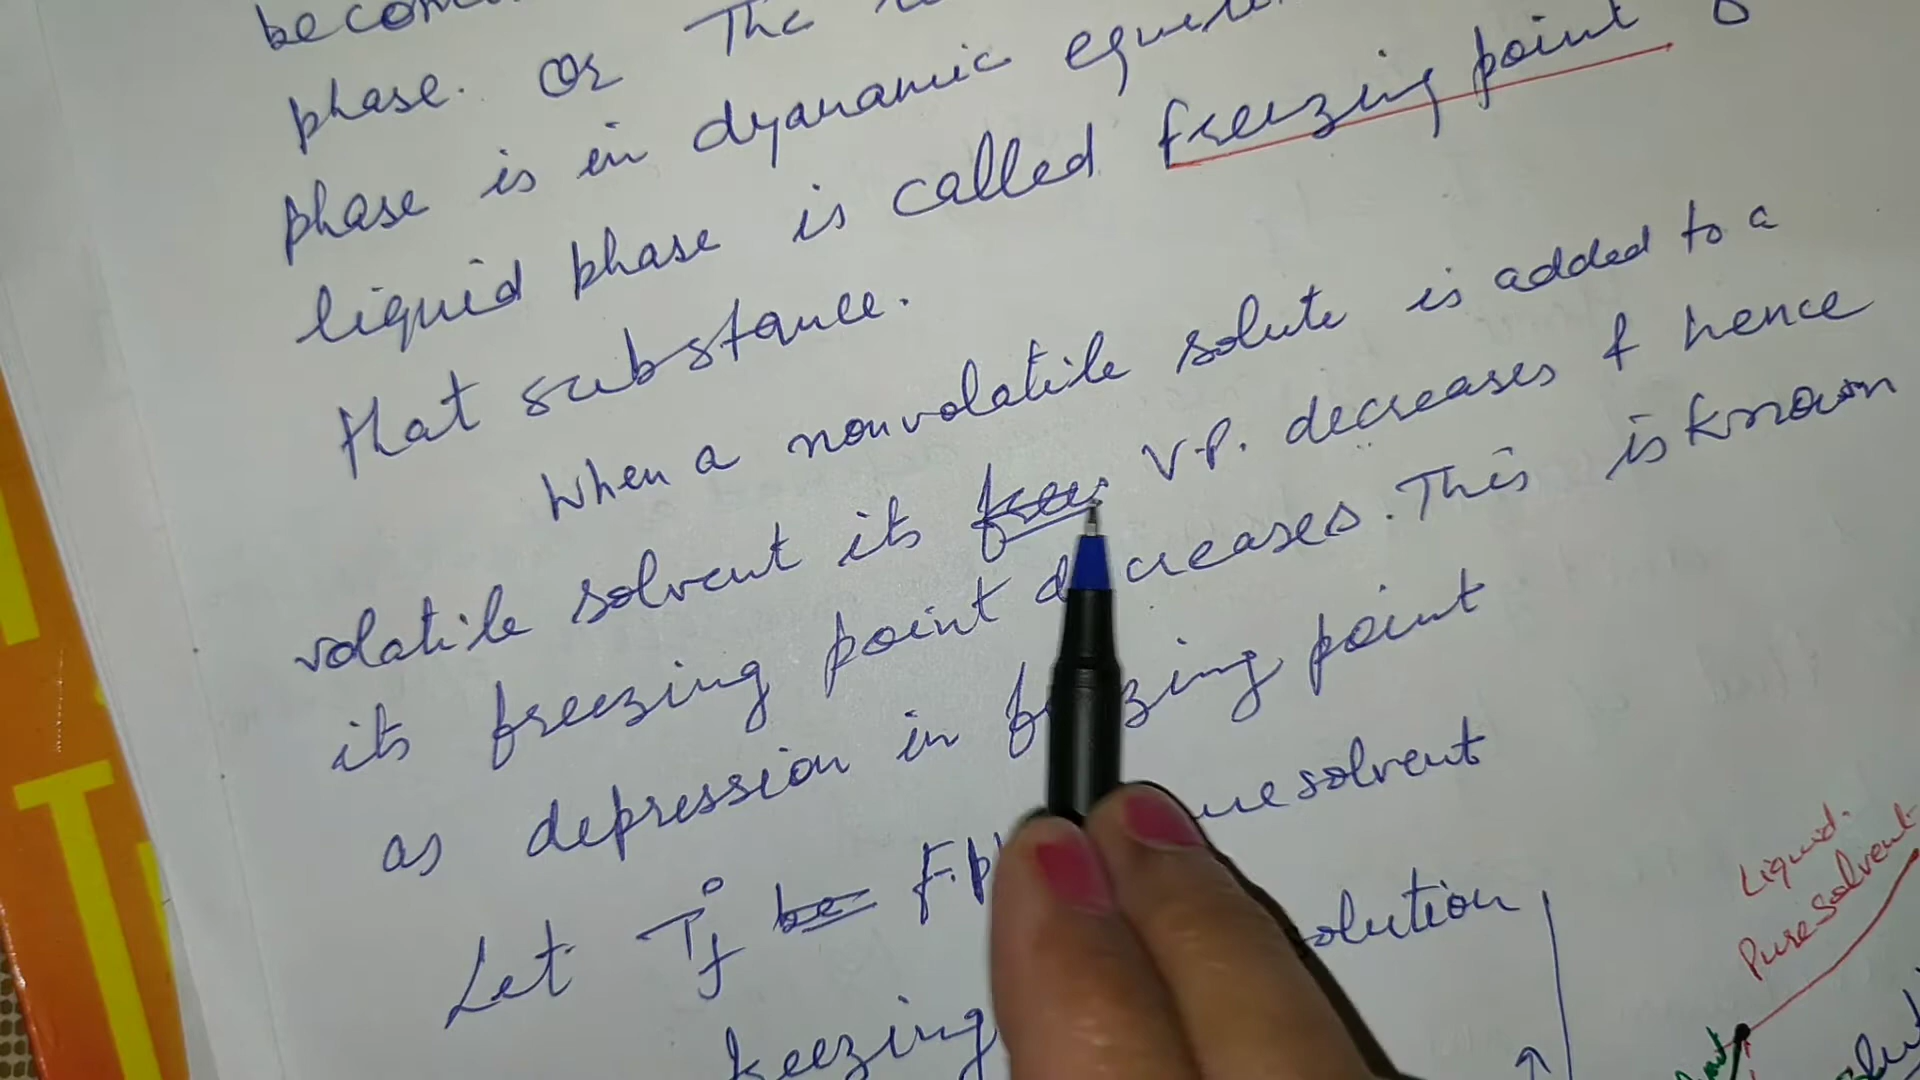 phase. Or The
phase is in dyanamic
liquid phase is called freezing point
that substance.
When a nonvolatile solute is added to a
volatile solvent its V.P. decreases & hence
its freezing point decreases. This is known
as depression in freezing point
Let T°f be F.P solvent
solution
Liquid.
Pure Solvent